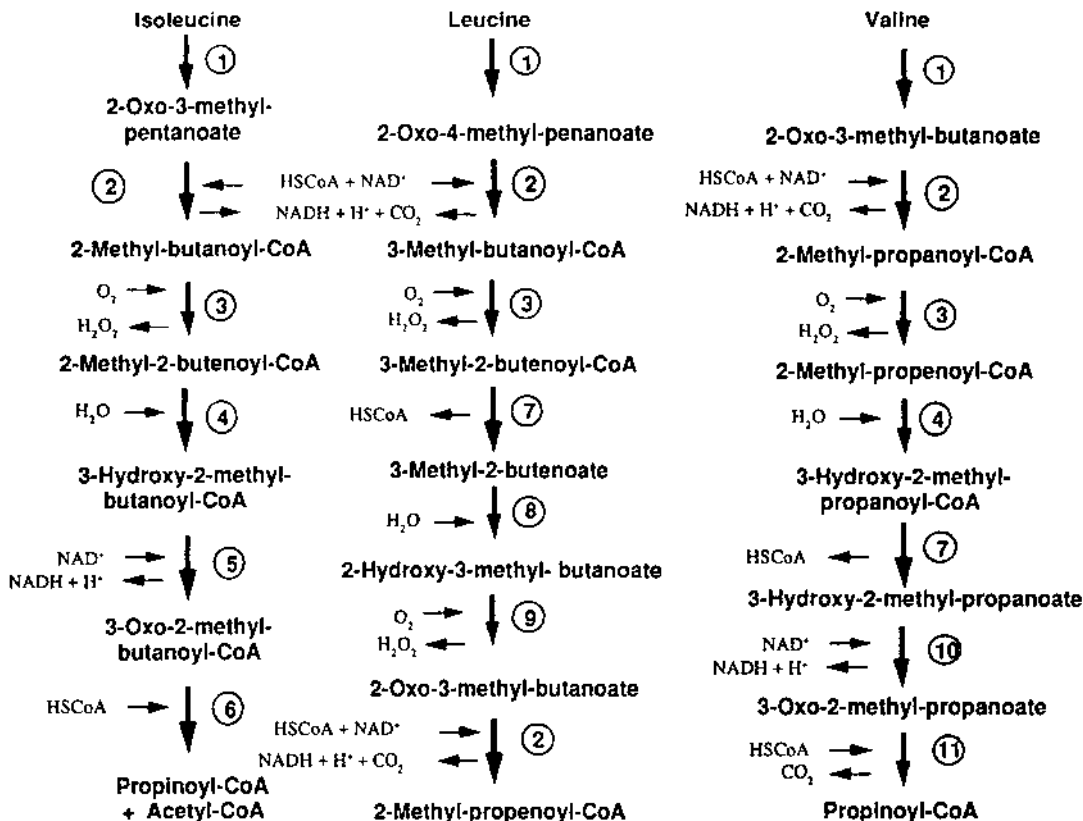 Isoleucine
1
2-Oxo-3-methyl-
pentanoate
2
2-Methyl-butanoyl-CoA
O₂
H₂O₂
3
2-Methyl-2-butenoyl-CoA
H₂O
4
3-Hydroxy-2-methyl-
butanoyl-CoA
NAD⁺
NADH + H⁺
5
3-Oxo-2-methyl-
butanoyl-CoA
HSCoA
6
Propinoyl-CoA
+ Acetyl-CoA
Leucine
1
2-Oxo-4-methyl-penanoate
HSCoA + NAD⁺
NADH + H⁺ + CO₂
2
3-Methyl-butanoyl-CoA
O₂
H₂O₂
3
3-Methyl-2-butenoyl-CoA
HSCoA
7
3-Methyl-2-butenoate
H₂O
8
2-Hydroxy-3-methyl- butanoate
O₂
H₂O₂
9
2-Oxo-3-methyl-butanoate
HSCoA + NAD⁺
NADH + H⁺ + CO₂
2
2-Methyl-propenoyl-CoA
Valine
1
2-Oxo-3-methyl-butanoate
HSCoA + NAD⁺
NADH + H⁺ + CO₂
2
2-Methyl-propanoyl-CoA
O₂
H₂O₂
3
2-Methyl-propenoyl-CoA
H₂O
4
3-Hydroxy-2-methyl-
propanoyl-CoA
HSCoA
7
3-Hydroxy-2-methyl-propanoate
NAD⁺
NADH + H⁺
10
3-Oxo-2-methyl-propanoate
HSCoA
CO₂
11
Propinoyl-CoA